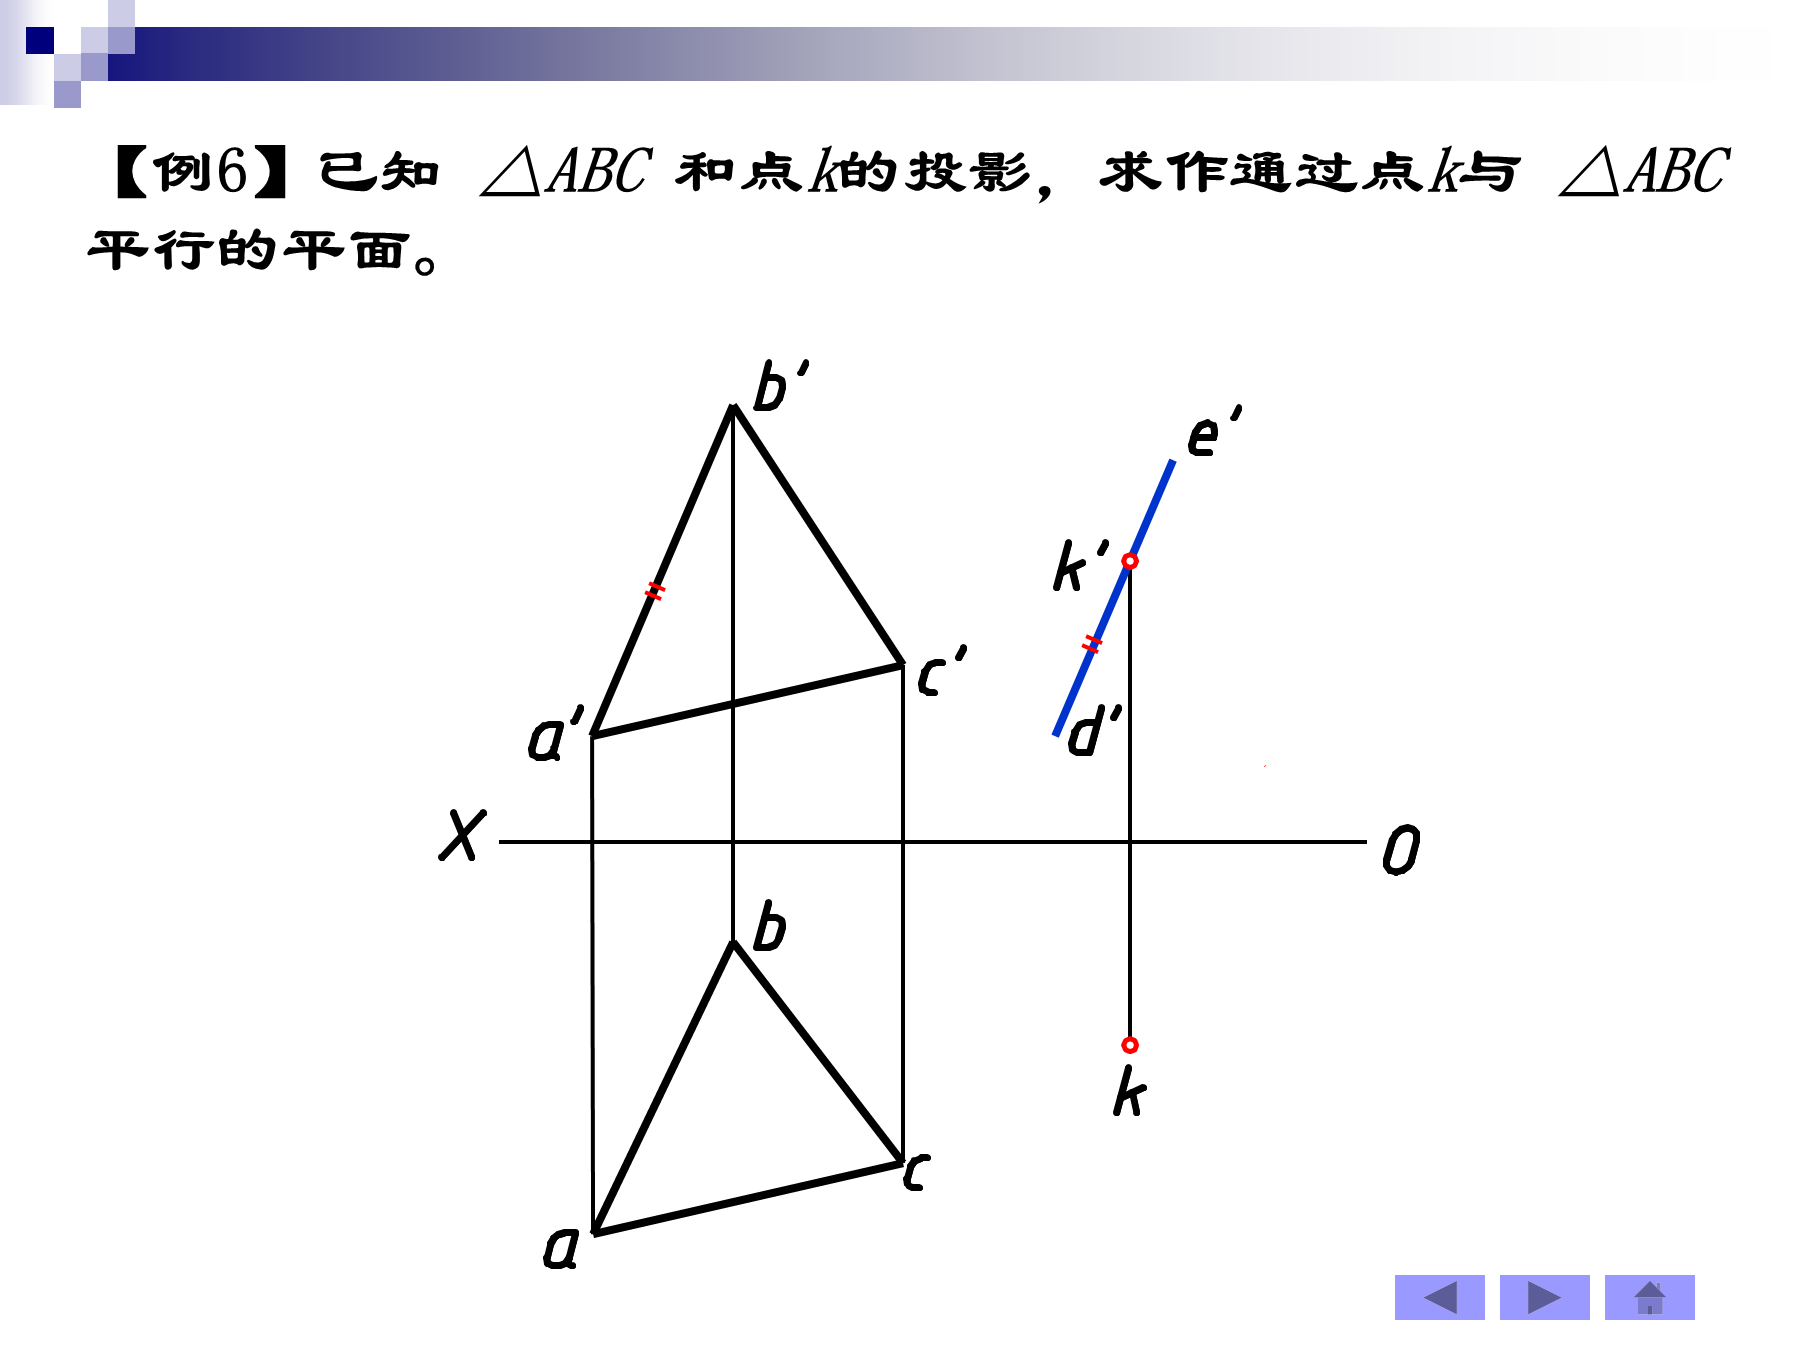 【例6】已知 △ABC 和点k的投影，求作通过点k与 △ABC
平行的平面。
b′
e′
k′
c′
a′
d′
X
O
b
k
c
a